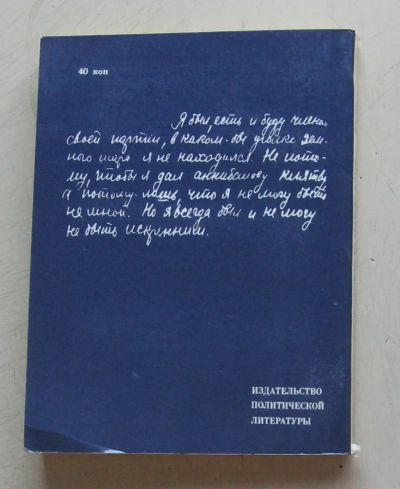 40 коп
Я был, есть и буду членом
своей партии, в каком-бы уголке зем-
ного шара я не находился. Не пото-
му, чтобы я дал аннибалову клятву
а потому-лишь, что я не могу быть
не мной. Но я всегда был и не могу
не быть искренним.
ИЗДАТЕЛЬСТВО
ПОЛИТИЧЕСКОЙ
ЛИТЕРАТУРЫ